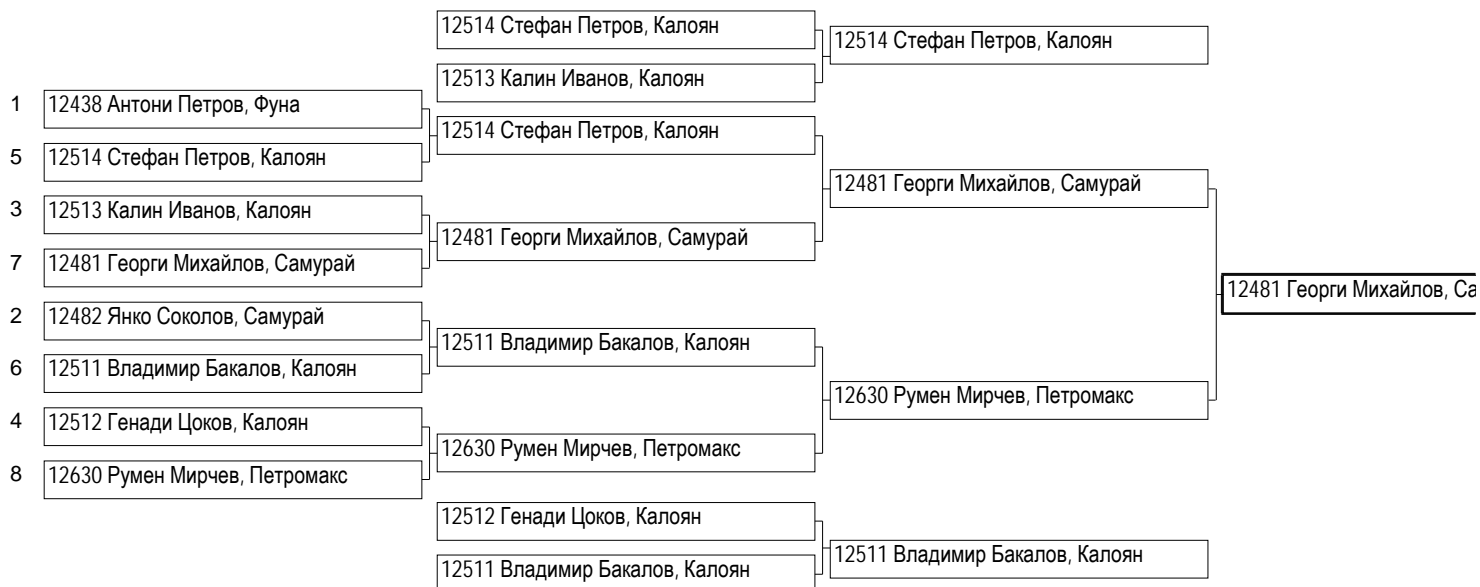 12514 Стефан Петров, Калоян
12514 Стефан Петров, Калоян
12513 Калин Иванов, Калоян
1 12438 Антони Петров, Фуна
12514 Стефан Петров, Калоян
5 12514 Стефан Петров, Калоян
12481 Георги Михайлов, Самурай
3 12513 Калин Иванов, Калоян
12481 Георги Михайлов, Самурай
7 12481 Георги Михайлов, Самурай
12481 Георги Михайлов, Са
2 12482 Янко Соколов, Самурай
12511 Владимир Бакалов, Калоян
6 12511 Владимир Бакалов, Калоян
12630 Румен Мирчев, Петромакс
4 12512 Генади Цоков, Калоян
12630 Румен Мирчев, Петромакс
8 12630 Румен Мирчев, Петромакс
12512 Генади Цоков, Калоян
12511 Владимир Бакалов, Калоян
12511 Владимир Бакалов, Калоян